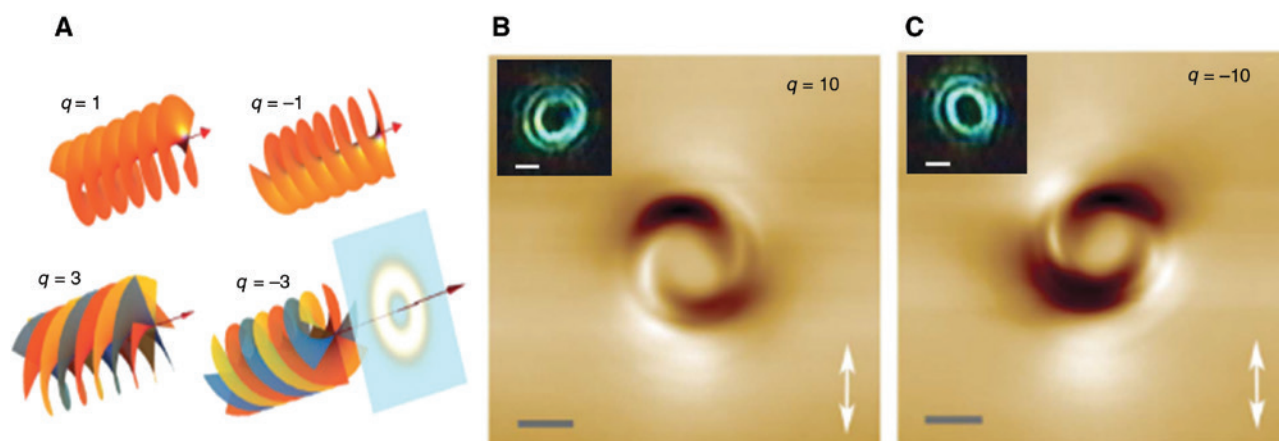 A
B
C
q = 1
q = −1
q = 10
q = −10
q = 3
q = −3